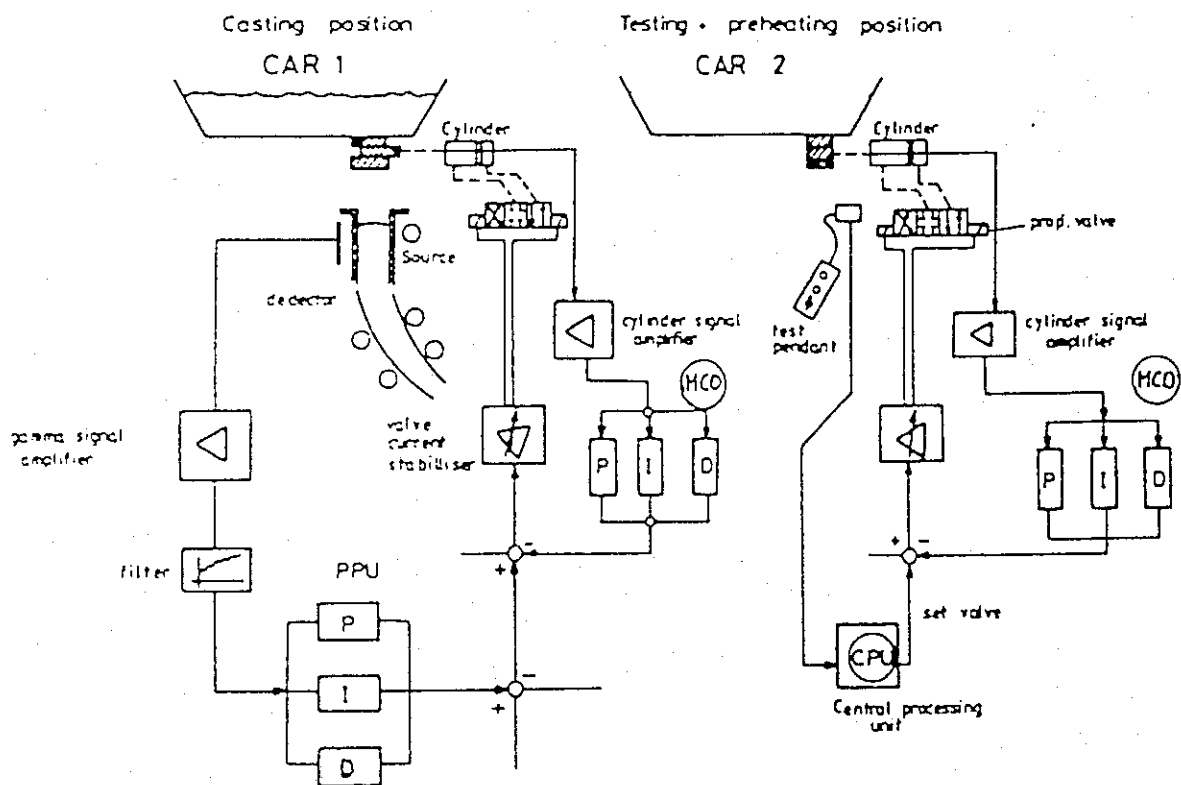 Casting position
CAR 1
Testing + preheating position
CAR 2
Cylinder
Cylinder
prop. valve
Source
detector
test
pendant
cylinder signal
amplifier
cylinder signal
amplifier
MCO
MCO
gamma signal
amplifier
valve
current
stabiliser
P
I
D
P
I
D
-
+
+
-
filter
PPU
set valve
P
I
D
-
+
CPU
Central processing
unit